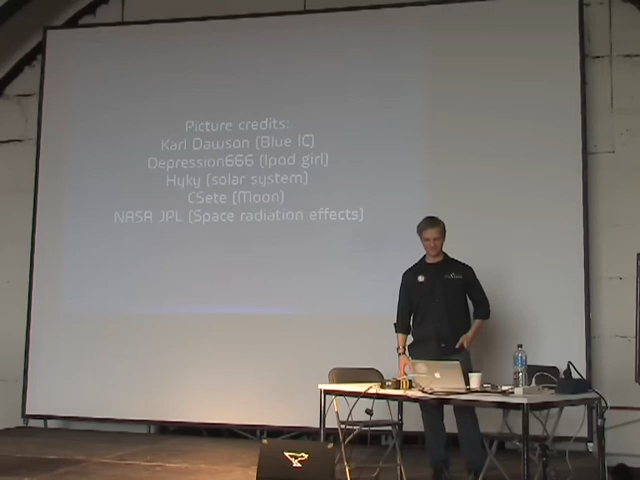 Picture credits:
Karl Dawson (Blue IC)
Depression666 (Ipod girl)
Hyky (solar system)
CSete (Moon)
NASA JPL (Space radiation effects)